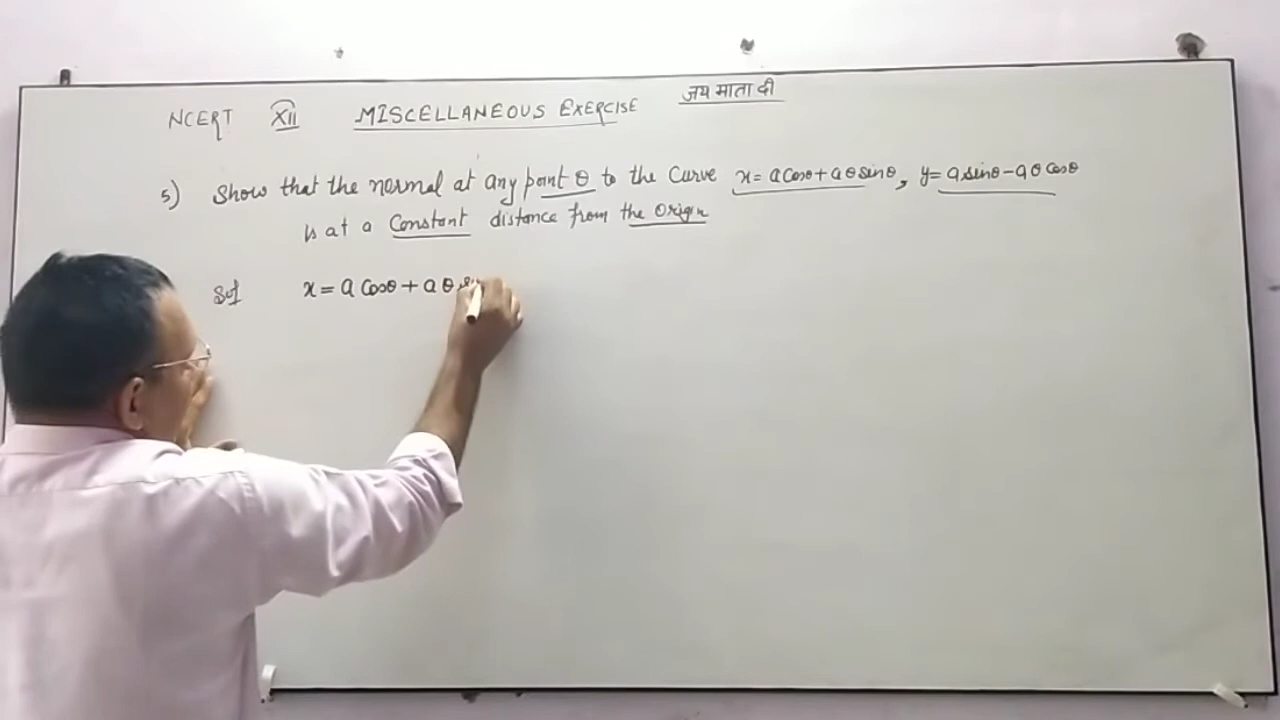 NCERT XII MISCELLANEOUS EXERCISE जय माता दी
5) Show that the normal at any point θ to the curve x = a cosθ + aθ sinθ, y = a sinθ - aθ cosθ
is at a Constant distance from the Origin
Sol x = a cosθ + aθ